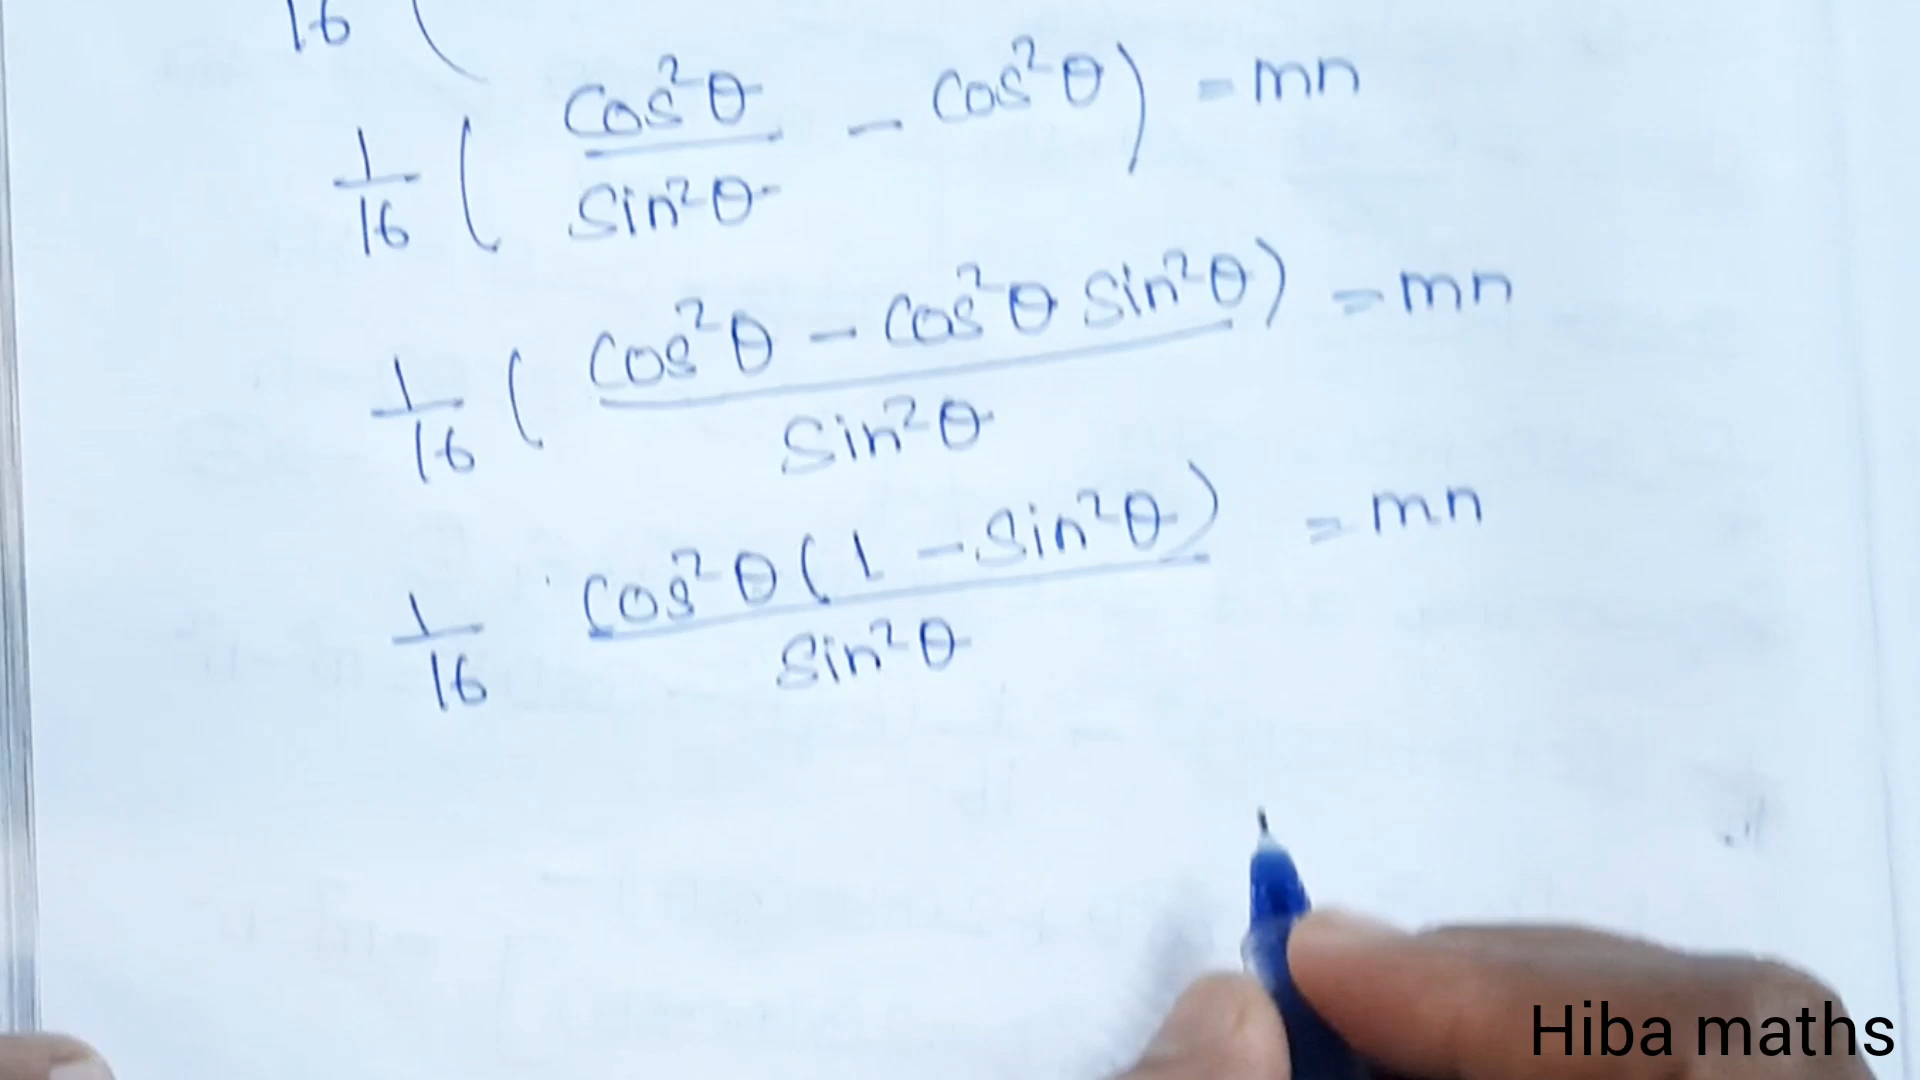 16 (
1/16 ( cos²θ/sin²θ - cos²θ) = mn
1/16 ( cos²θ - cos²θ sin²θ)/sin²θ = mn
1/16 cos²θ(1 - sin²θ)/sin²θ = mn
Hiba maths